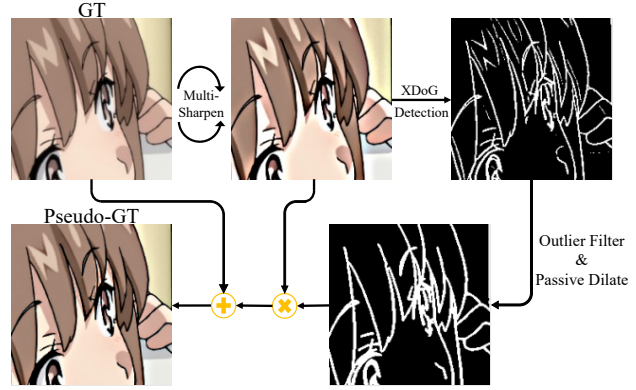 GT
Multi-
Sharpen
XDoG
Detection
Pseudo-GT
Outlier Filter
&
Passive Dilate